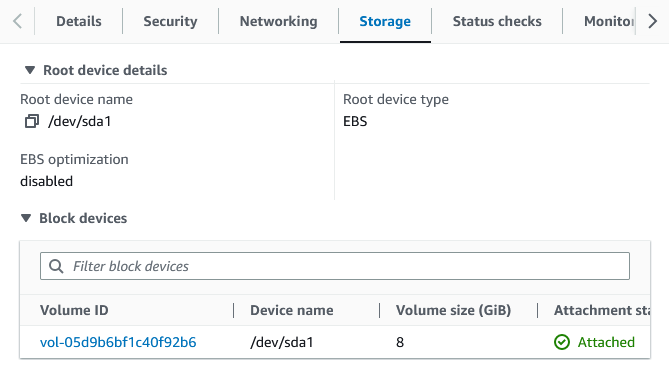 Details Security Networking Storage Status checks Monitor
Root device details
Root device name Root device type
/dev/sda1 EBS
EBS optimization
disabled
Block devices
Filter block devices
Volume ID Device name Volume size (GiB) Attachment sta
vol-05d9b6bf1c40f92b6 /dev/sda1 8 Attached